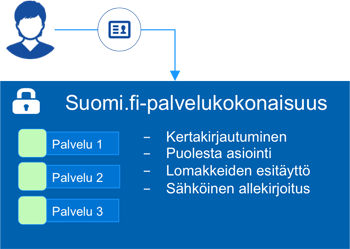 Suomi.fi-palvelukokonaisuus
Palvelu 1
Palvelu 2
Palvelu 3
– Kertakirjautuminen
– Puolesta asiointi
– Lomakkeiden esitäyttö
– Sähköinen allekirjoitus